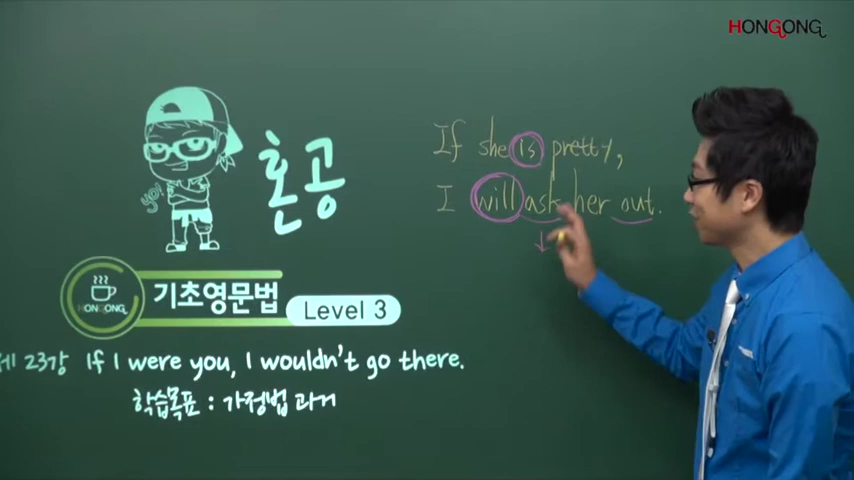 HONGONG
YO!
혼공
If she is pretty,
I will ask her out.
HONGONG
기초영문법
Level 3
제 23강 If I were you, I wouldn't go there.
학습목표 : 가정법 과거